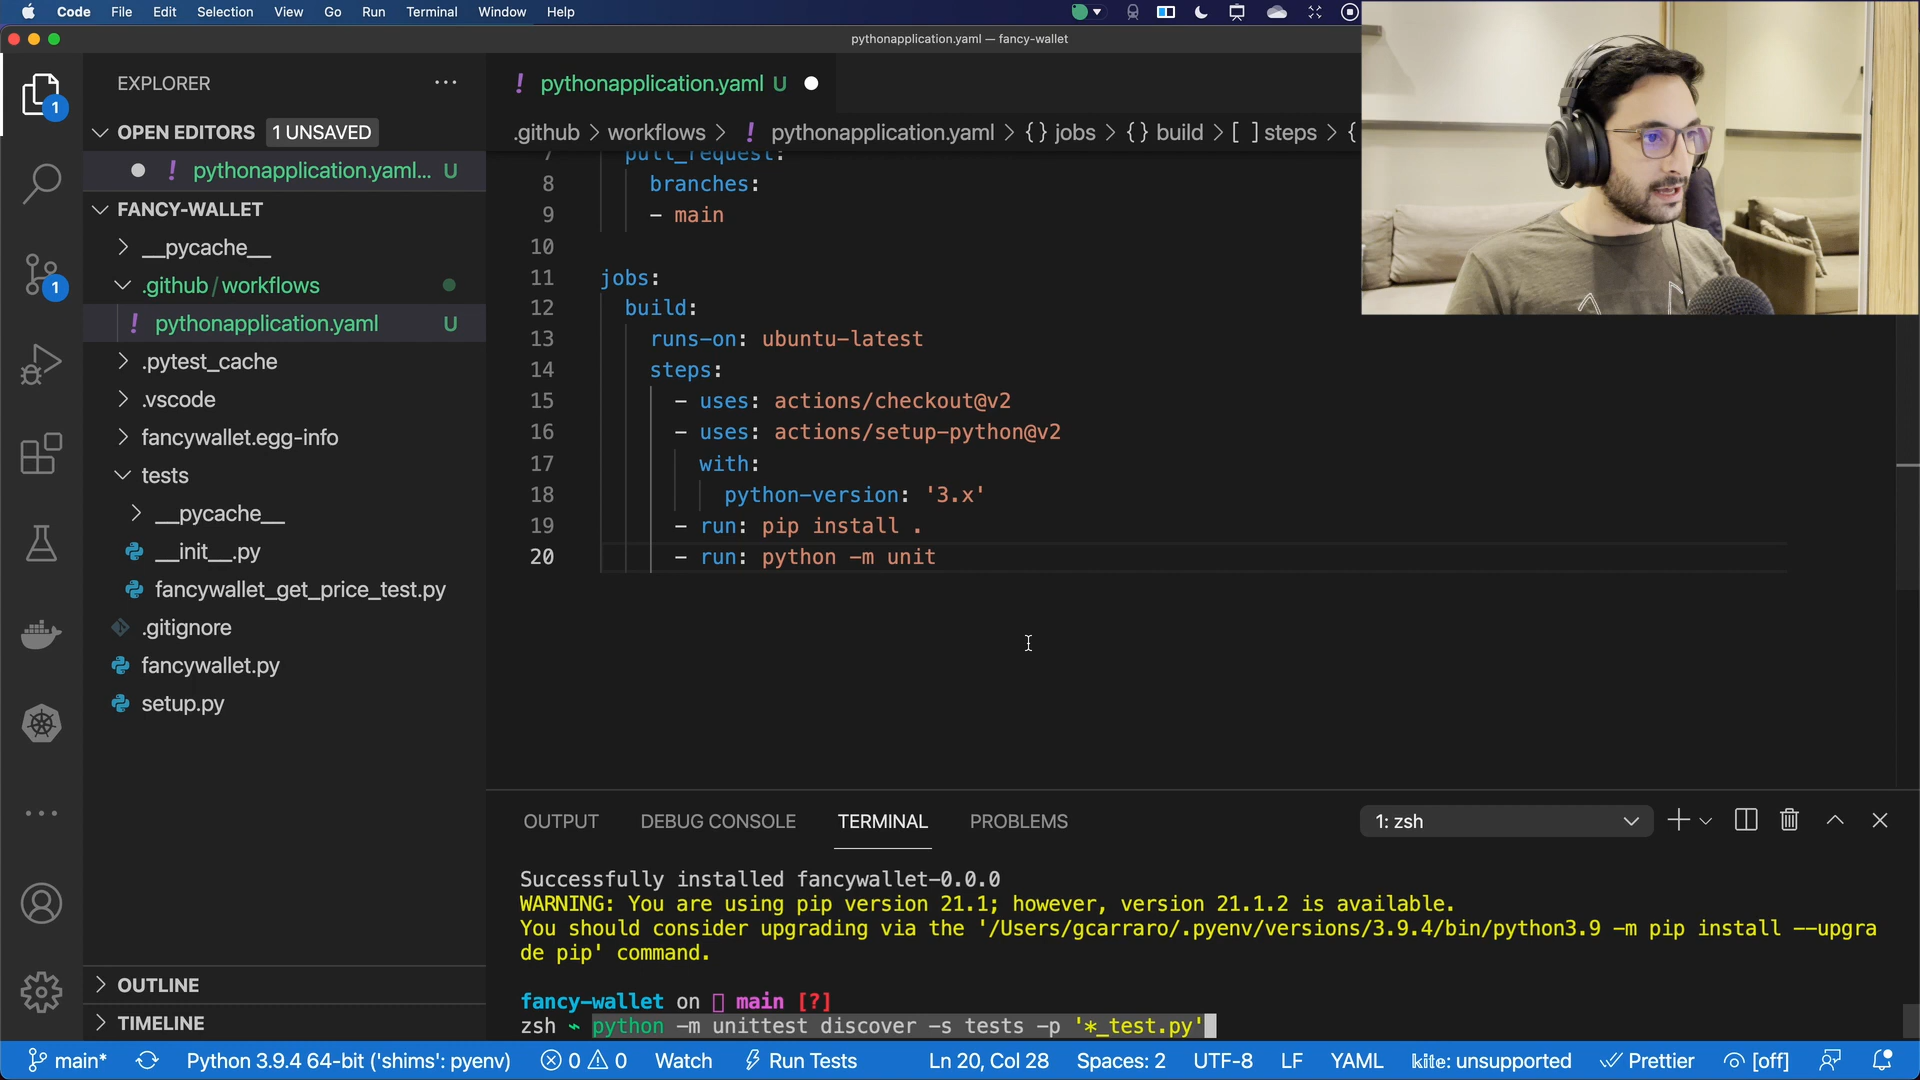 Code File Edit Selection View Go Run Terminal Window Help
pythonapplication.yaml — fancy-wallet
EXPLORER
1
OPEN EDITORS 1 UNSAVED
pythonapplication.yaml... U
FANCY-WALLET
__pycache__
.github/workflows
pythonapplication.yaml U
.pytest_cache
.vscode
fancywallet.egg-info
tests
__pycache__
__init__.py
fancywallet_get_price_test.py
.gitignore
fancywallet.py
setup.py
OUTLINE
TIMELINE
1
! pythonapplication.yaml U
.github > workflows > ! pythonapplication.yaml > {} jobs > {} build > [ ] steps > {
7 pull_request:
8 branches:
9 - main
10
11 jobs:
12 build:
13 runs-on: ubuntu-latest
14 steps:
15 - uses: actions/checkout@v2
16 - uses: actions/setup-python@v2
17 with:
18 python-version: '3.x'
19 - run: pip install .
20 - run: python -m unit
OUTPUT DEBUG CONSOLE TERMINAL PROBLEMS 1: zsh
Successfully installed fancywallet-0.0.0
WARNING: You are using pip version 21.1; however, version 21.1.2 is available.
You should consider upgrading via the '/Users/gcarraro/.pyenv/versions/3.9.4/bin/python3.9 -m pip install --upgra
de pip' command.
fancy-wallet on main [?]
zsh python -m unittest discover -s tests -p '*_test.py'
main* Python 3.9.4 64-bit ('shims': pyenv) 0 0 Watch Run Tests Ln 20, Col 28 Spaces: 2 UTF-8 LF YAML kite: unsupported Prettier [off]